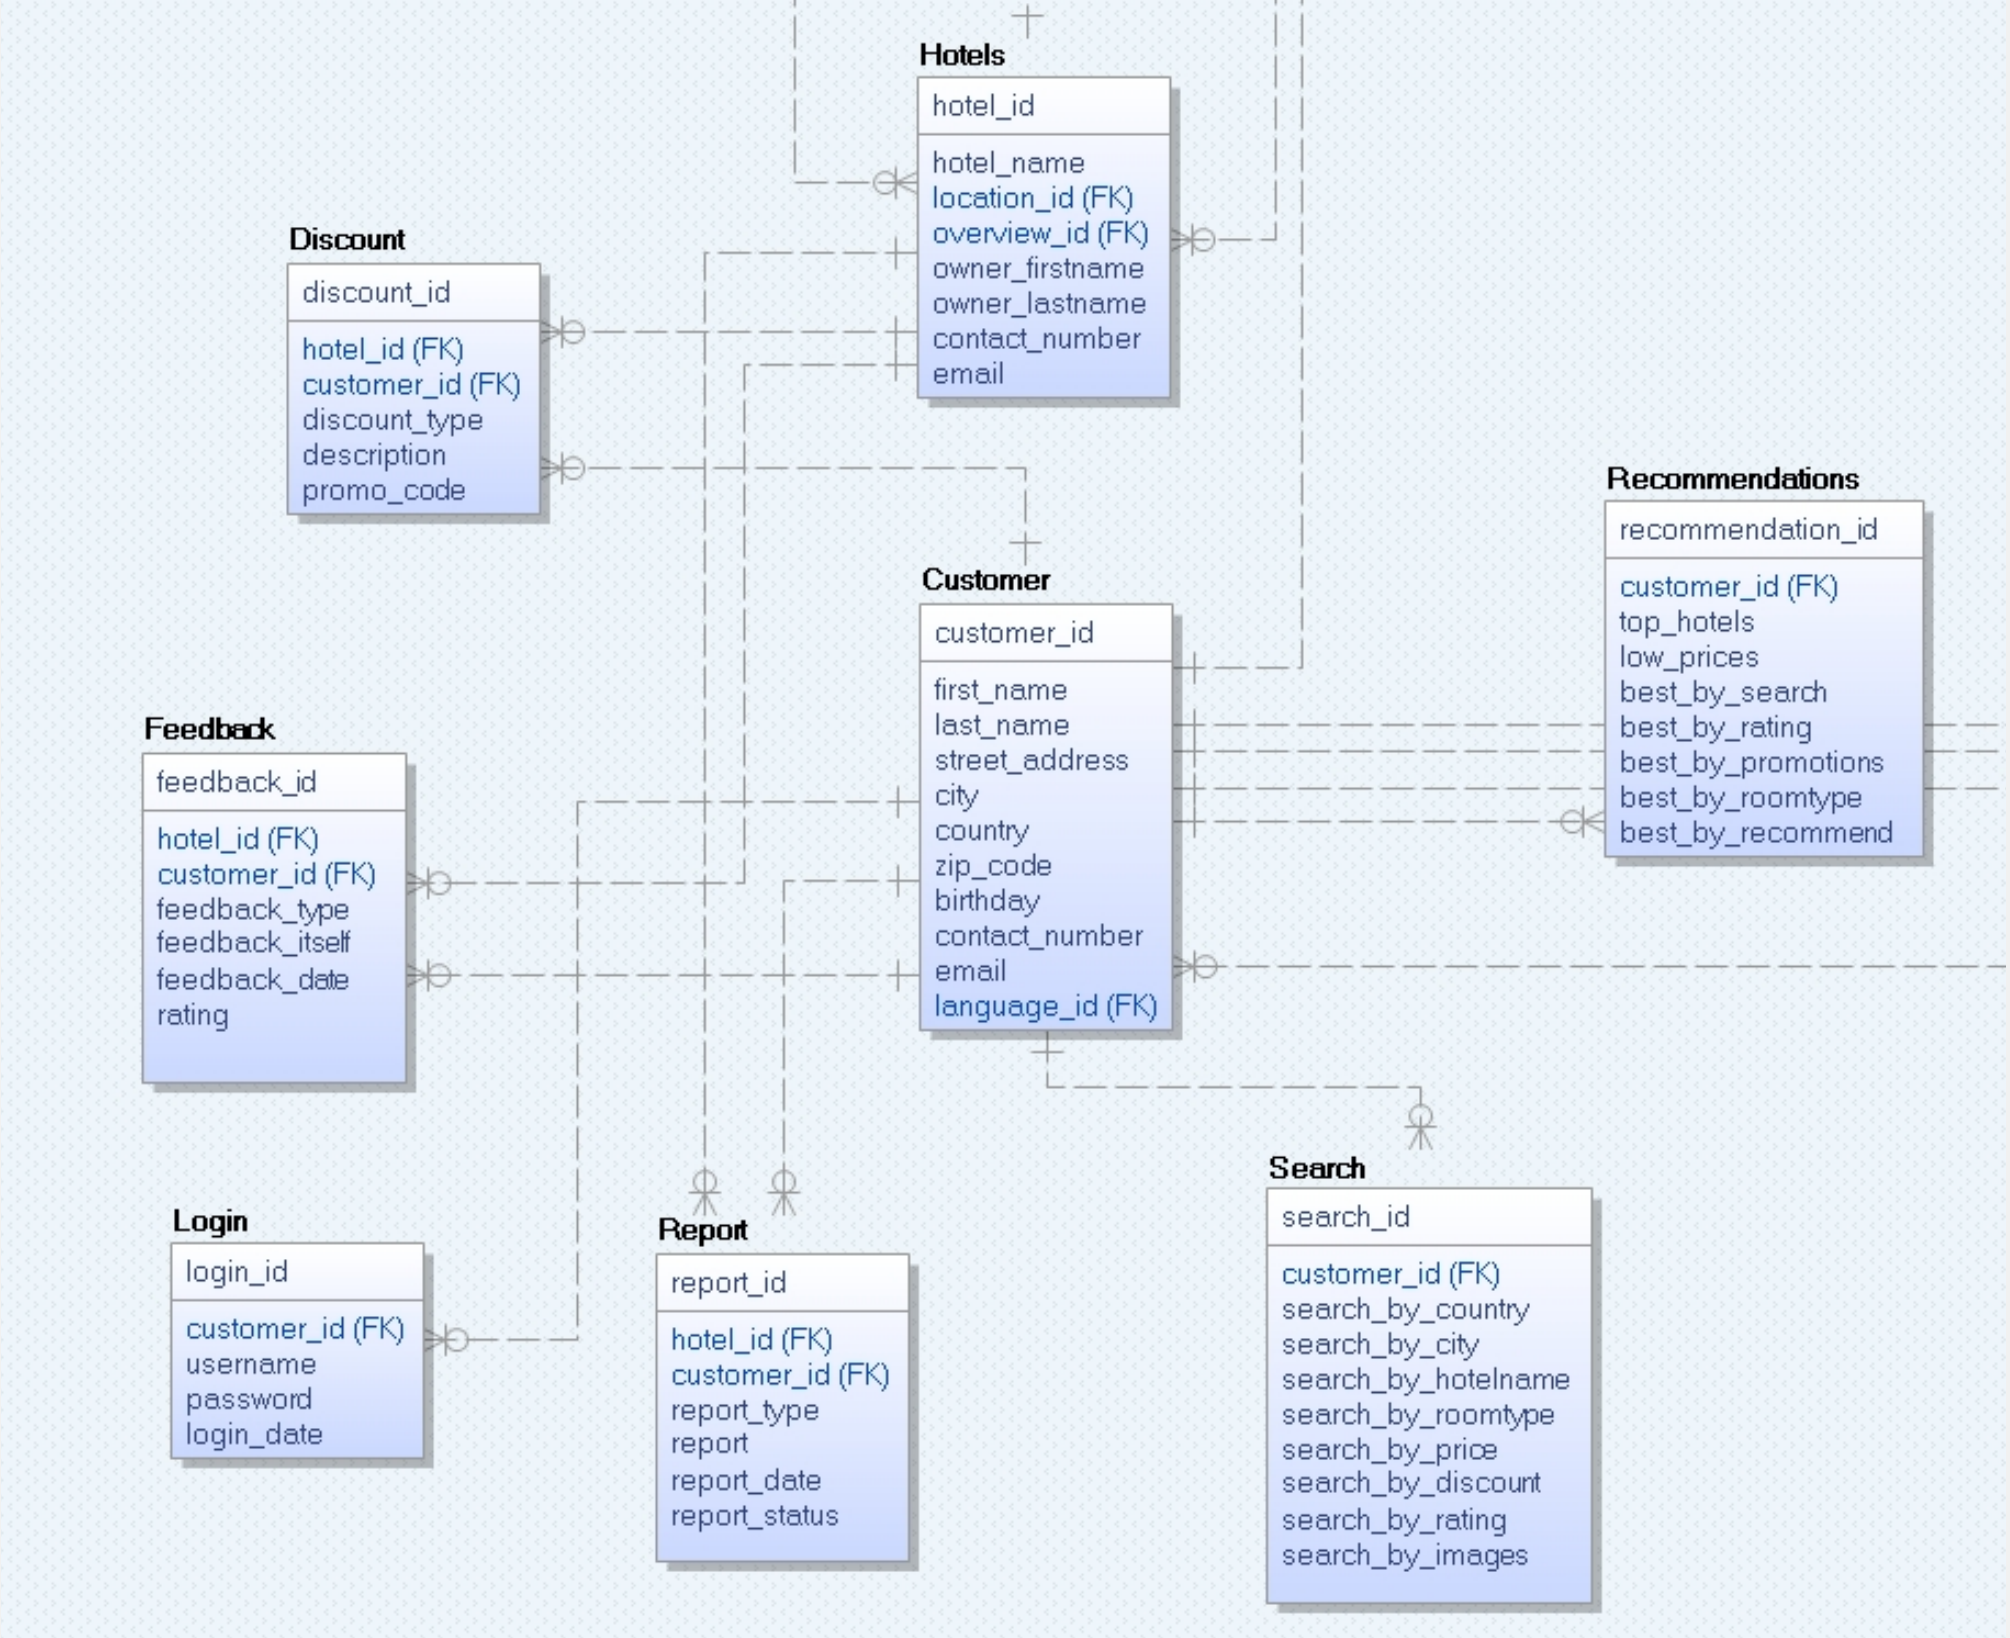 Hotels
hotel_id
hotel_name
location_id (FK)
overview_id (FK)
owner_firstname
owner_lastname
contact_number
email
Discount
discount_id
hotel_id (FK)
customer_id (FK)
discount_type
description
promo_code
Recommendations
recommendation_id
customer_id (FK)
top_hotels
low_prices
best_by_search
best_by_rating
best_by_promotions
best_by_roomtype
best_by_recommend
Customer
customer_id
first_name
last_name
street_address
city
country
zip_code
birthday
contact_number
email
language_id (FK)
Feedback
feedback_id
hotel_id (FK)
customer_id (FK)
feedback_type
feedback_itself
feedback_date
rating
Login
login_id
customer_id (FK)
username
password
login_date
Report
report_id
hotel_id (FK)
customer_id (FK)
report_type
report
report_date
report_status
Search
search_id
customer_id (FK)
search_by_country
search_by_city
search_by_hotelname
search_by_roomtype
search_by_price
search_by_discount
search_by_rating
search_by_images